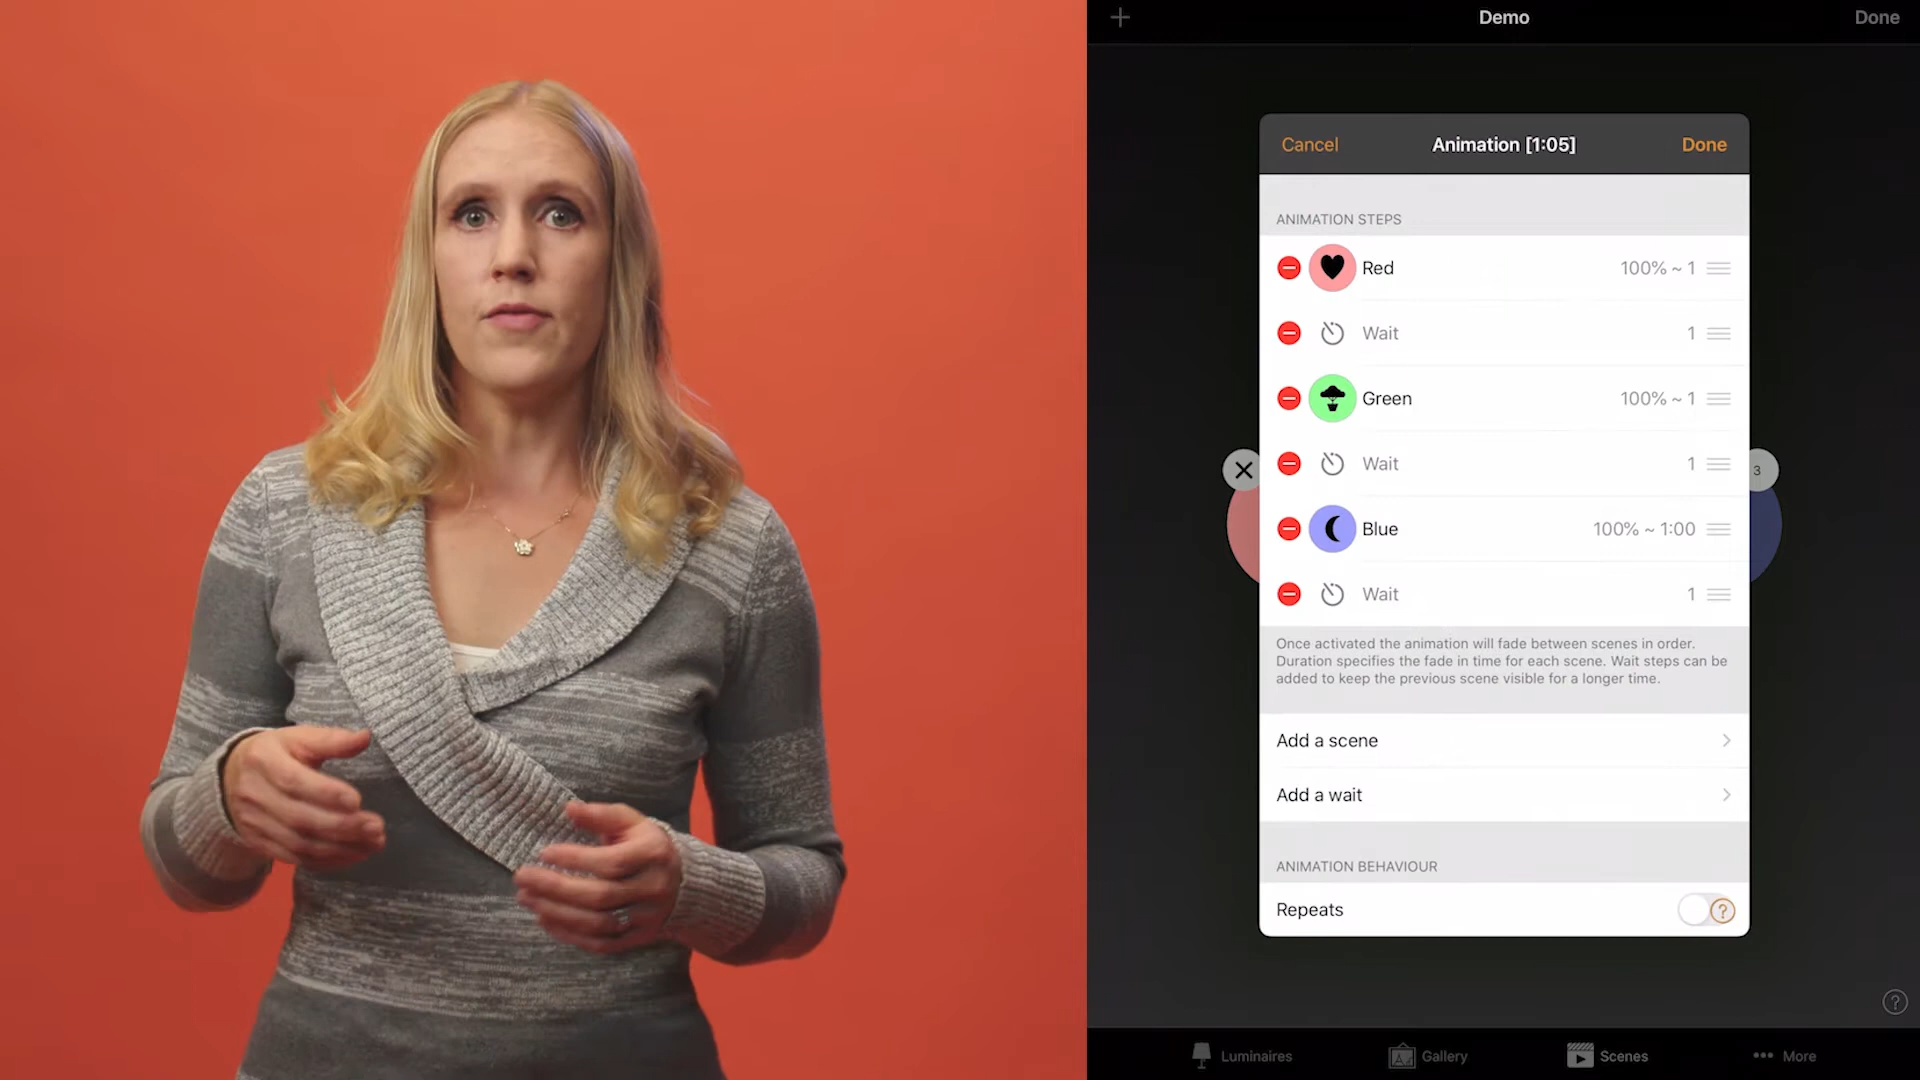 Demo
Done
Cancel
Animation [1:05]
Done
ANIMATION STEPS
Red
100% ~ 1
Wait
1
Green
100% ~ 1
Wait
1
Blue
100% ~ 1:00
Wait
1
3
Once activated the animation will fade between scenes in order.
Duration specifies the fade in time for each scene. Wait steps can be
added to keep the previous scene visible for a longer time.
Add a scene
Add a wait
ANIMATION BEHAVIOUR
Repeats
?
?
Luminaires
Gallery
Scenes
More